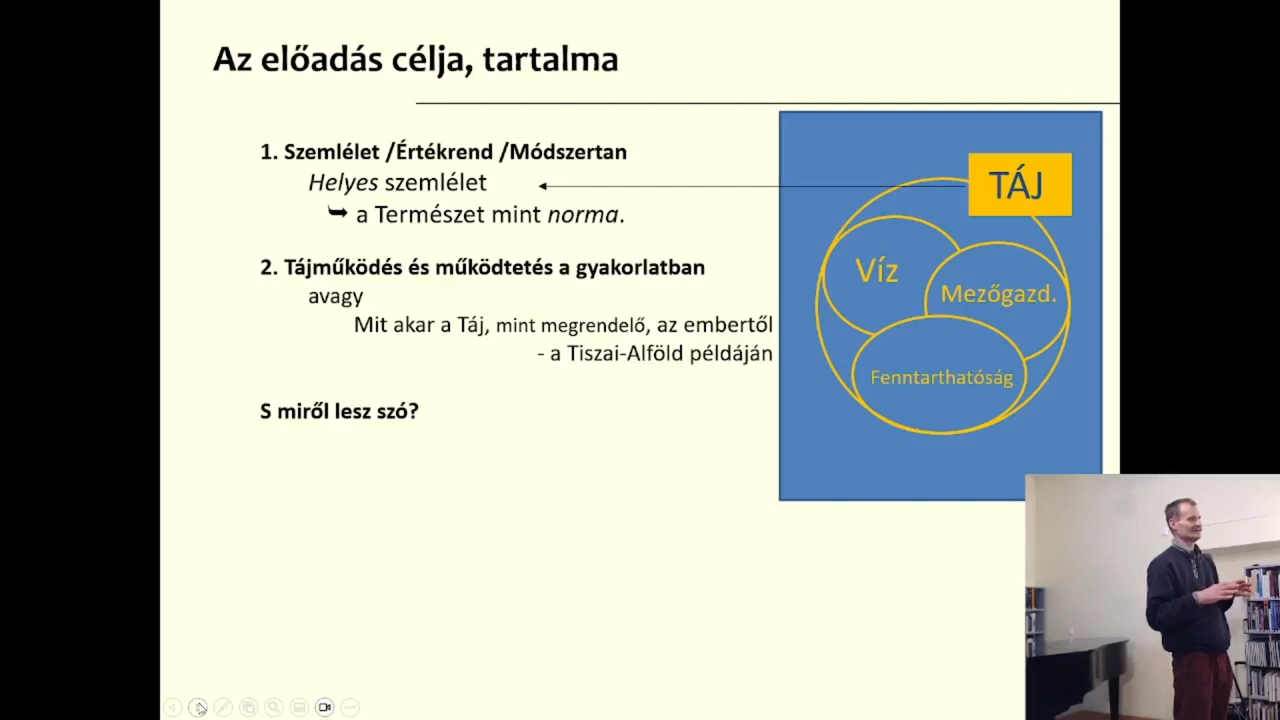 Az előadás célja, tartalma
1. Szemlélet /Értékrend /Módszertan
Helyes szemlélet
➥ a Természet mint norma.
2. Tájműködés és működtetés a gyakorlatban
avagy
Mit akar a Táj, mint megrendelő, az embertől
- a Tiszai-Alföld példáján
S miről lesz szó?
TÁJ
Víz
Mezőgazd.
Fenntarthatóság